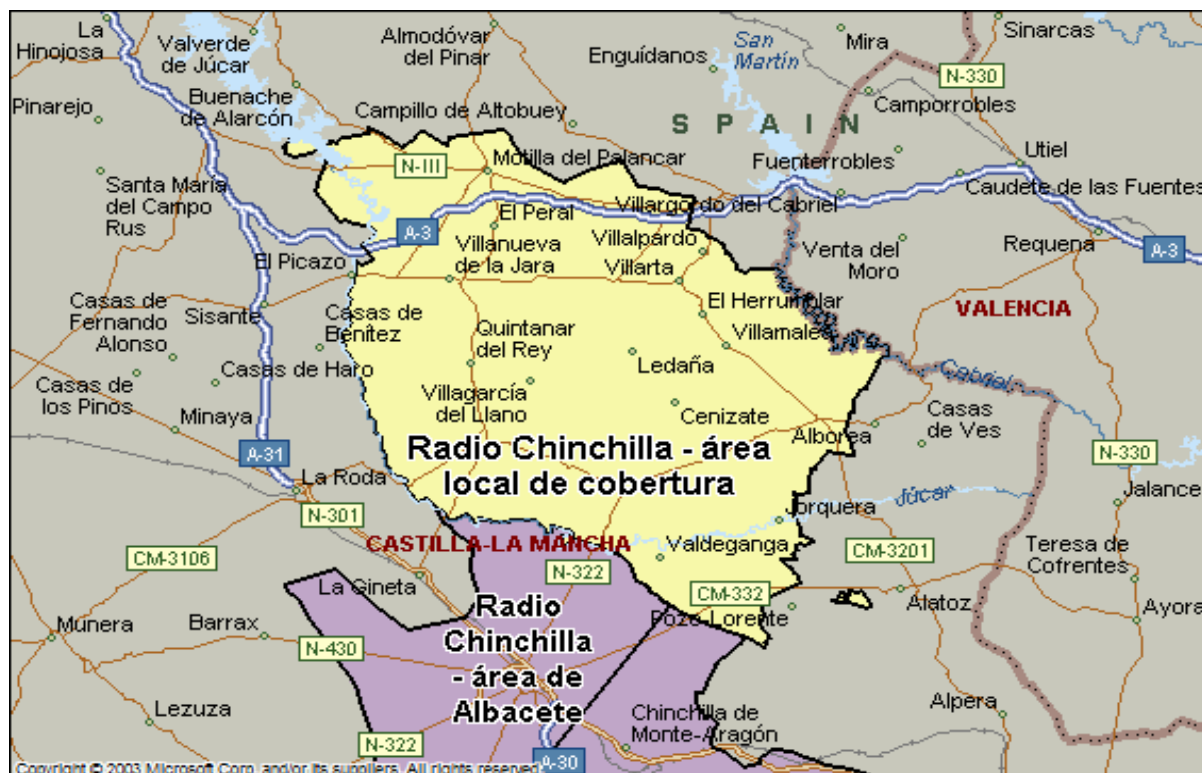 La
Hinojosa
Valverde
de Júcar
Almodóvar
del Pinar
Enguídanos
San
Martín
Mira
Sinarcas
N-330
Pinarejo
Buenache
de Alarcón
Campillo de Altobuey
Camporrobles
S P A I N
N-III
Motilla del Palancar
Fuenterrobles
Utiel
Santa María
del Campo
Rus
Caudete de las Fuentes
El Peral
Villargordo del Cabriel
A-3
Villanueva
de la Jara
Villalpardo
Venta del
Moro
Requena
A-3
El Picazo
Villarta
Casas de
Fernando
Alonso
Sisante
Casas de
Benítez
El Herrumblar
Villamalea
VALENCIA
Quintanar
del Rey
Ledaña
Cabriel
Casas de
los Pinos
Casas de Haro
Villagarcía
del Llano
Cenizate
Casas
de Ves
Minaya
Alborea
A-31
Radio Chinchilla - área
local de cobertura
N-330
La Roda
Júcar
Jalance
N-301
Jorquera
CASTILLA-LA MANCHA
CM-3106
Valdeganga
CM-3201
Teresa de
Cofrentes
N-322
La Gineta
CM-332
Alatoz
Ayora
Radio
Chinchilla
- área de
Albacete
Pozo Lorente
Munera
Barrax
N-430
Lezuza
Chinchilla de
Monte-Aragón
Alpera
N-322
A-30
Copyright © 2003 Microsoft Corp. and/or its suppliers. All rights reserved.